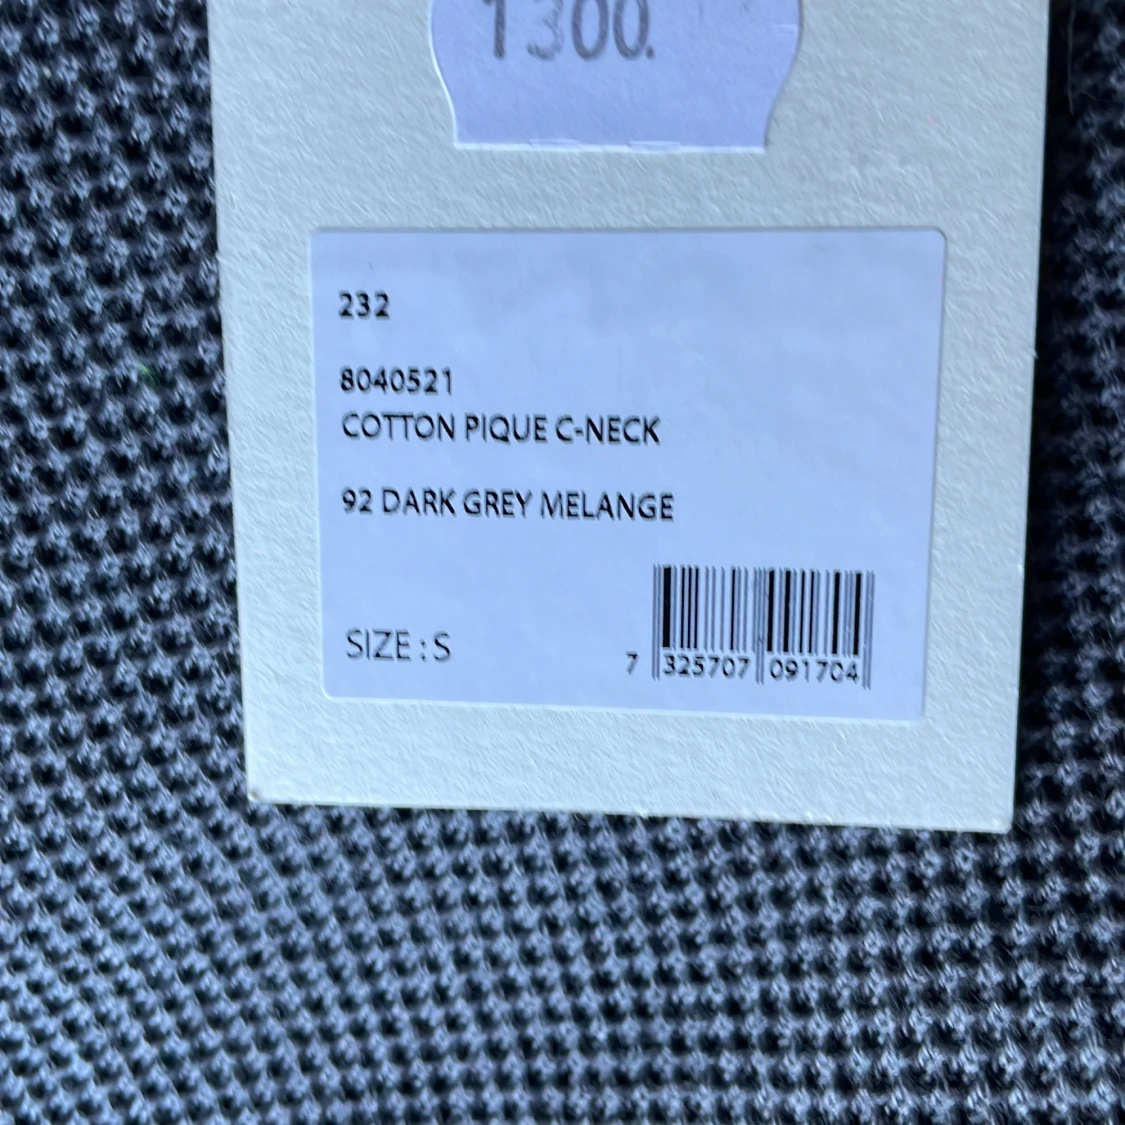 1300.
232
8040521
COTTON PIQUE C-NECK
92 DARK GREY MELANGE
SIZE : S
7 325707 091704